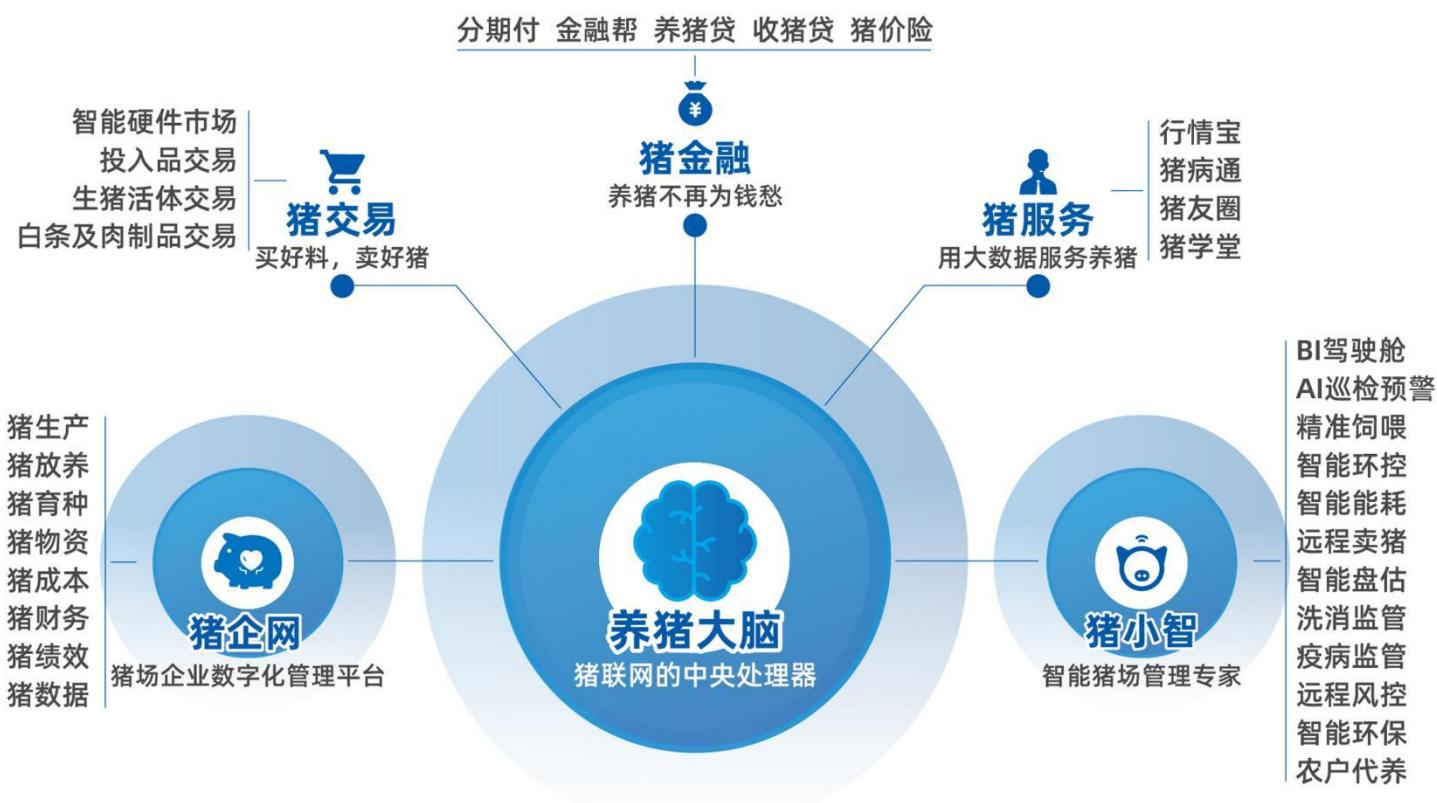 分期付 金融帮 养猪贷 收猪贷 猪价险
¥
猪金融
养猪不再为钱愁
智能硬件市场
投入品交易
生猪活体交易
白条及肉制品交易
猪交易
买好料，卖好猪
行情宝
猪病通
猪友圈
猪学堂
猪服务
用大数据服务养猪
猪生产
猪放养
猪育种
猪物资
猪成本
猪财务
猪绩效
猪数据
猪企网
猪场企业数字化管理平台
养猪大脑
猪联网的中央处理器
猪小智
智能猪场管理专家
BI驾驶舱
AI巡检预警
精准饲喂
智能环控
智能能耗
远程卖猪
智能盘估
洗消监管
疫病监管
远程风控
智能环保
农户代养